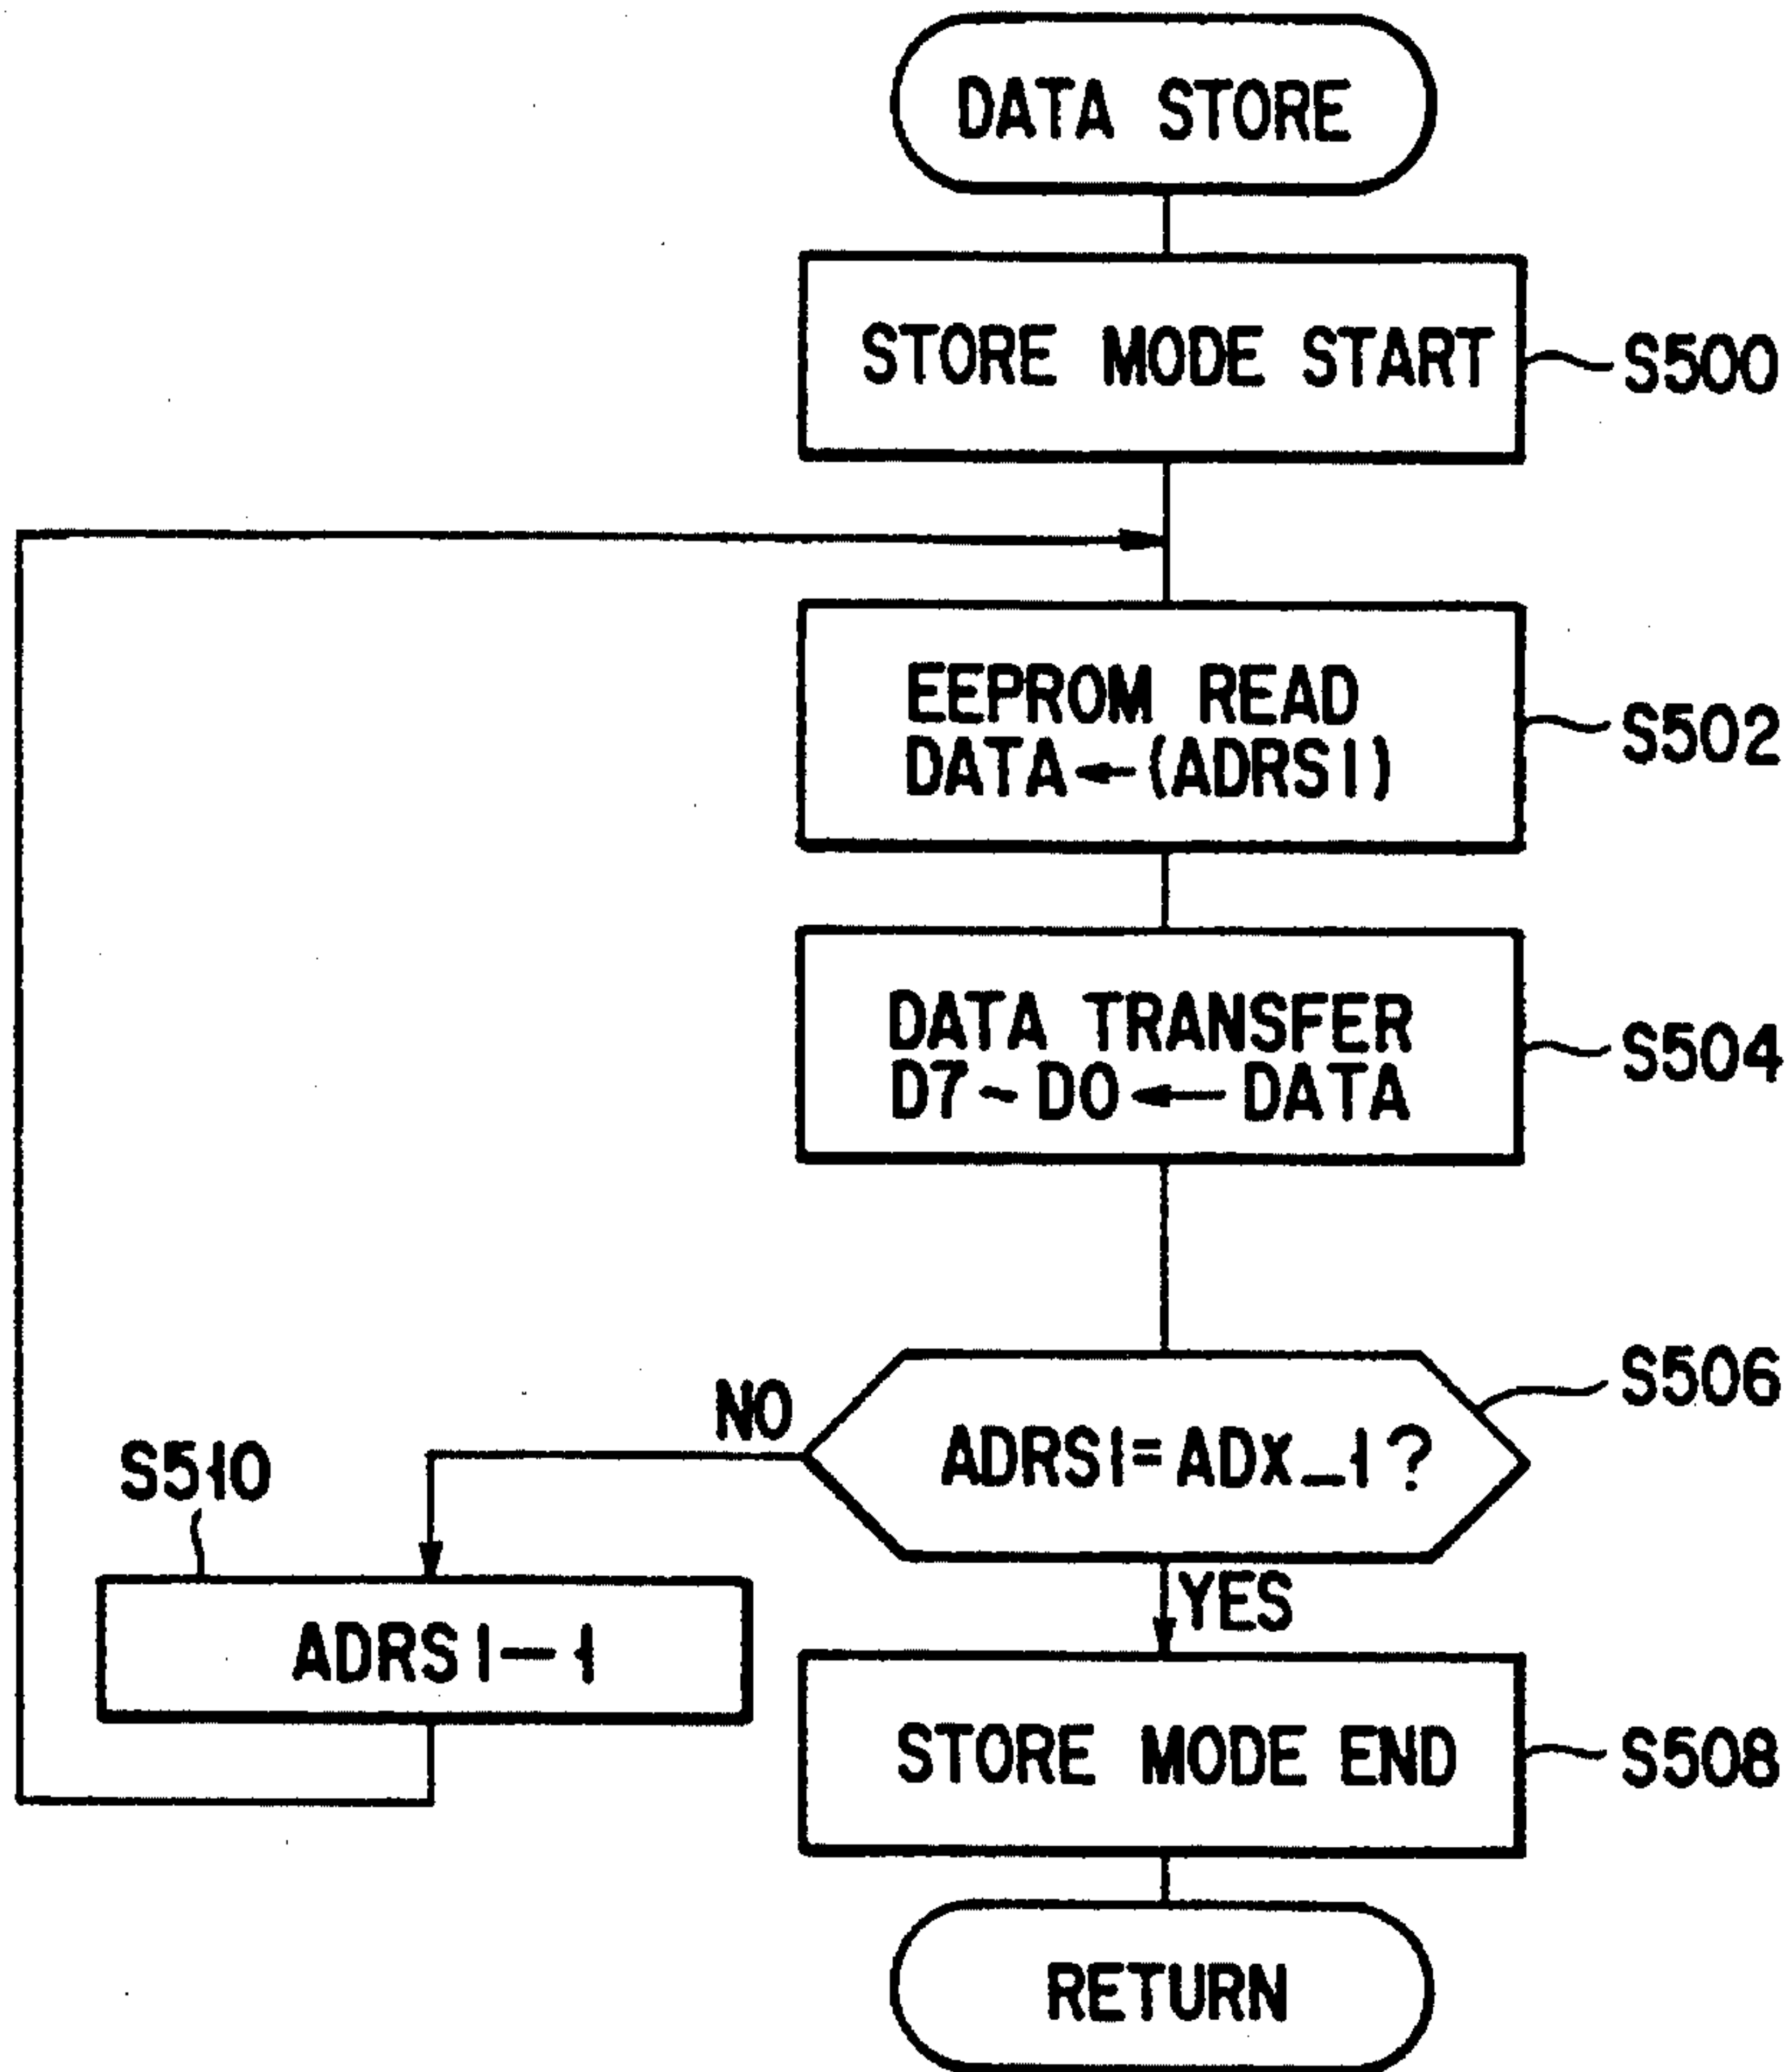 DATA STORE
STORE MODE START
S500
EEPROM READ
DATA←(ADRS1)
S502
DATA TRANSFER
D7~D0 ← DATA
S504
NO
ADRS1=ADX_1?
S506
S510
ADRS1-1
YES
STORE MODE END
S508
RETURN